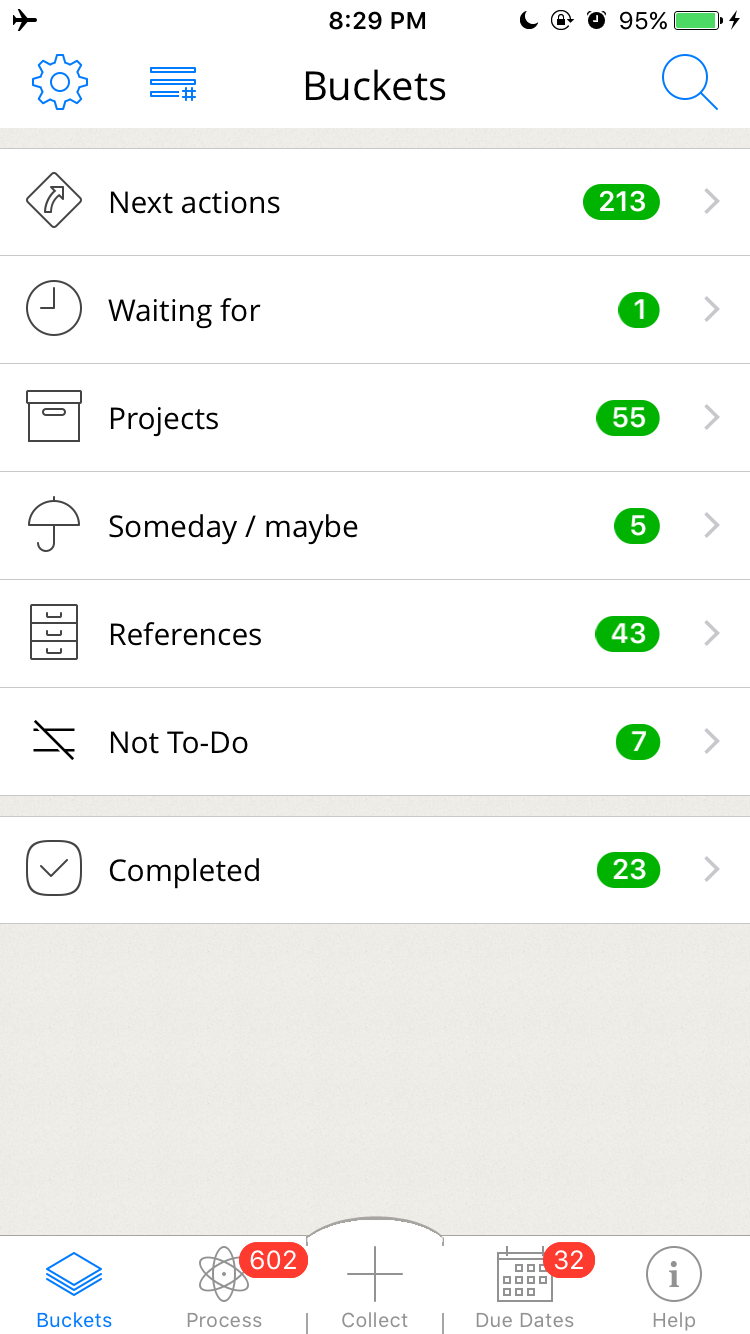 8:29 PM 95%
Buckets
Next actions 213
Waiting for 1
Projects 55
Someday / maybe 5
References 43
Not To-Do 7
Completed 23
602 32
Buckets Process Collect Due Dates Help